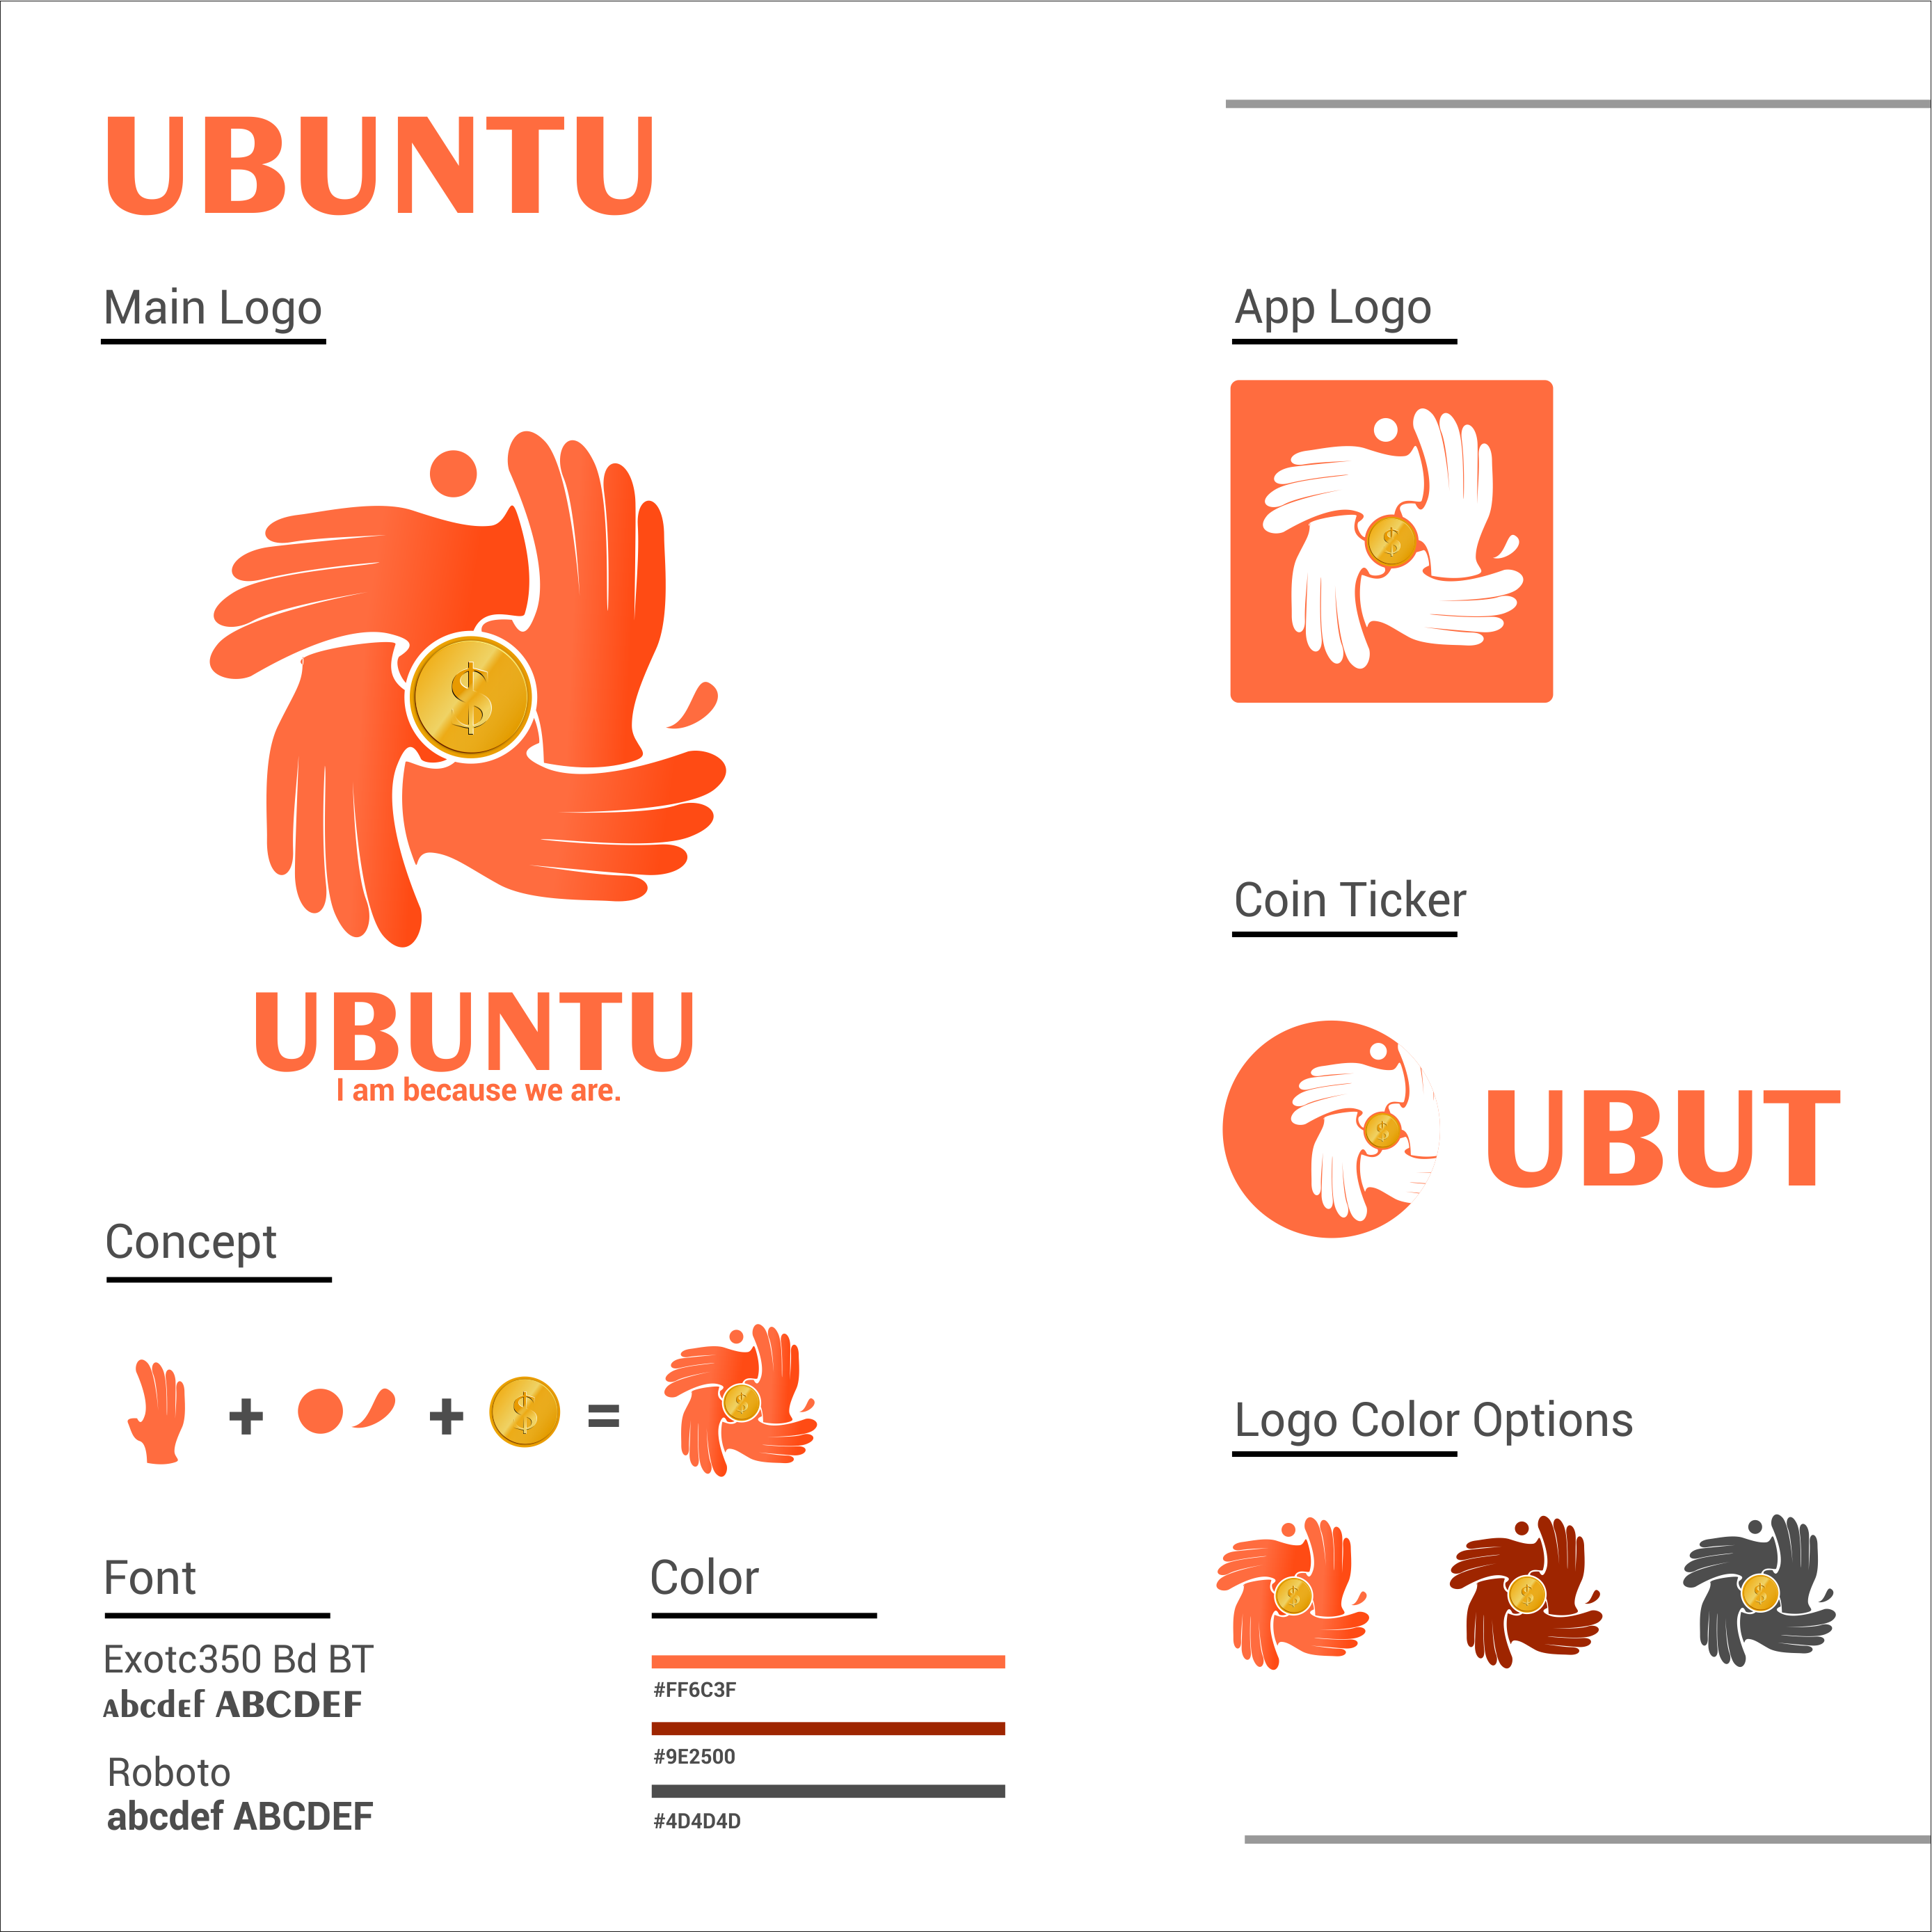 UBUNTU
Main Logo
$
UBUNTU
I am because we are.
Concept
+ + $ = $
Font
Exotc350 Bd BT
Abcdef ABCDEF
Roboto
abcdef ABCDEF
Color
#FF6C3F
#9E2500
#4D4D4D
App Logo
$
Coin Ticker
$ UBUT
Logo Color Options
$ $ $